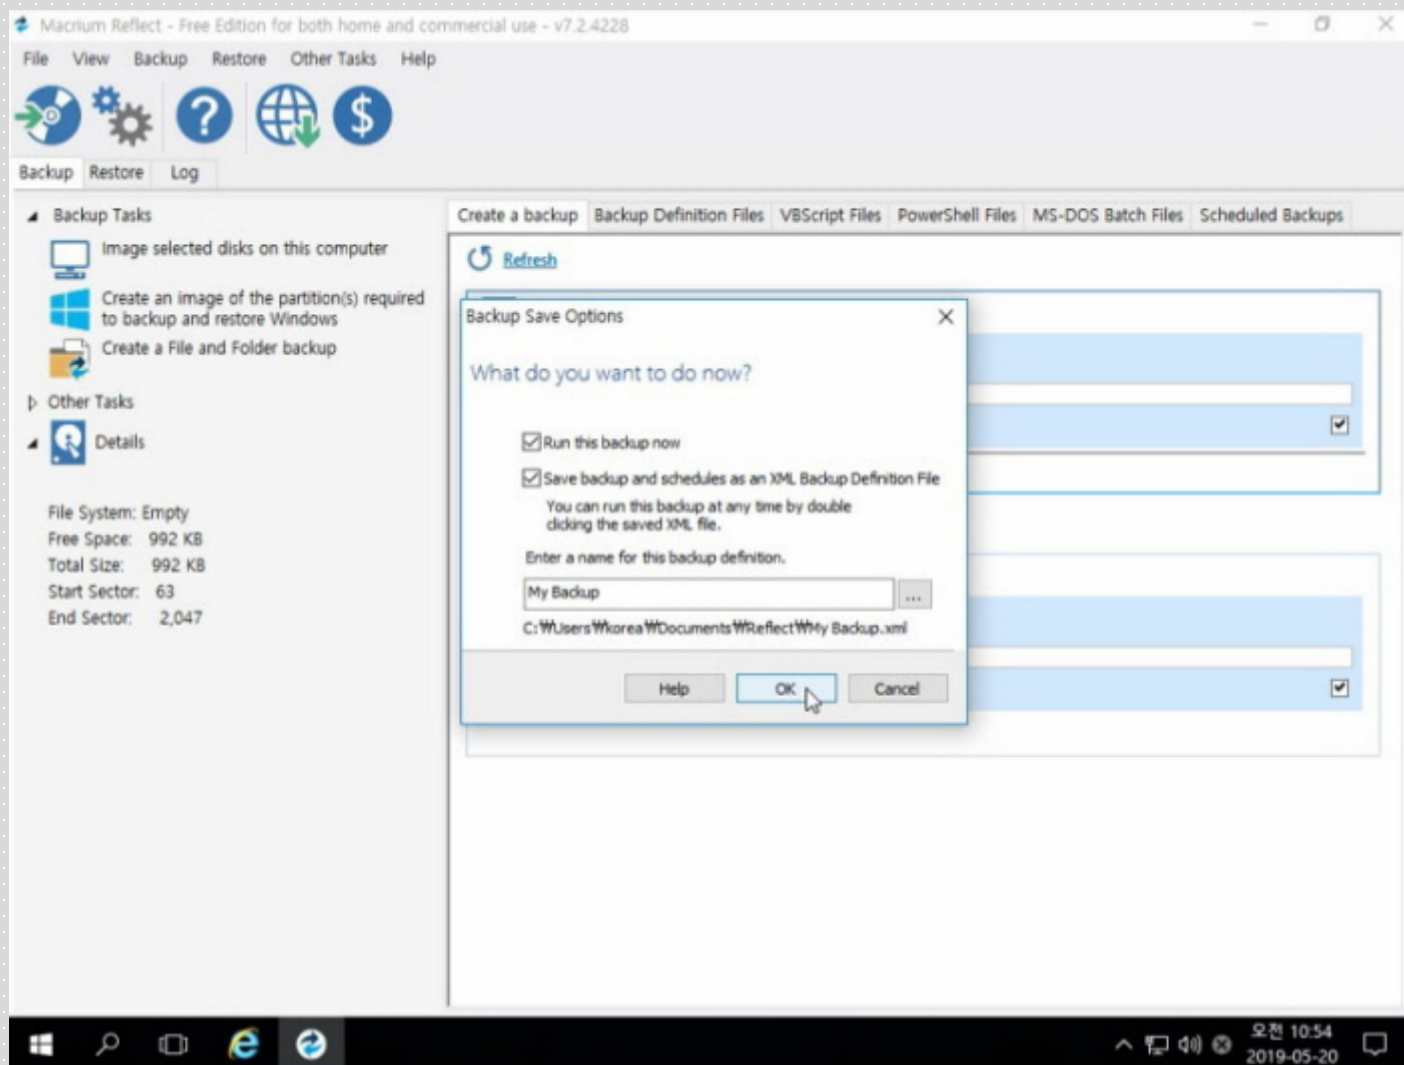 Macrium Reflect - Free Edition for both home and commercial use - v7.2.4228
File View Backup Restore Other Tasks Help
Backup Restore Log
Backup Tasks
Image selected disks on this computer
Create an image of the partition(s) required
to backup and restore Windows
Create a File and Folder backup
Other Tasks
Details
File System: Empty
Free Space: 992 KB
Total Size: 992 KB
Start Sector: 63
End Sector: 2,047
Create a backup Backup Definition Files VBScript Files PowerShell Files MS-DOS Batch Files Scheduled Backups
Refresh
Backup Save Options
What do you want to do now?
Run this backup now
Save backup and schedules as an XML Backup Definition File
You can run this backup at any time by double
clicking the saved XML file.
Enter a name for this backup definition.
My Backup
...
C:₩Users₩korea₩Documents₩Reflect₩My Backup.xml
Help OK Cancel
오전 10:54
2019-05-20